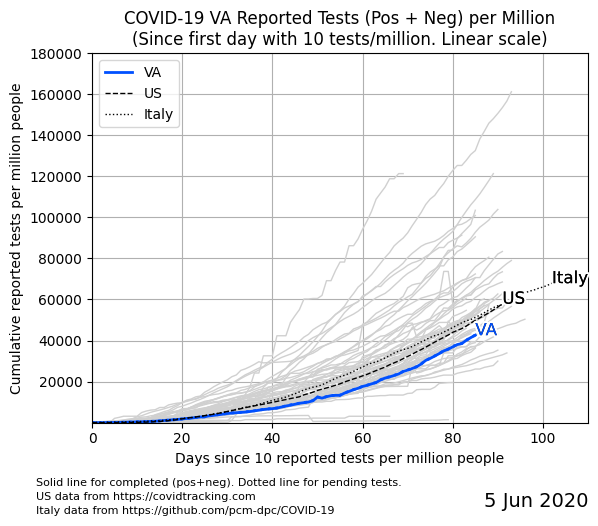 COVID-19 VA Reported Tests (Pos + Neg) per Million
(Since first day with 10 tests/million. Linear scale)
Cumulative reported tests per million people
180000
160000
140000
120000
100000
80000
60000
40000
20000
VA
US
Italy
Italy
US
VA
0
20
40
60
80
100
Days since 10 reported tests per million people
Solid line for completed (pos+neg). Dotted line for pending tests.
US data from https://covidtracking.com
Italy data from https://github.com/pcm-dpc/COVID-19
5 Jun 2020